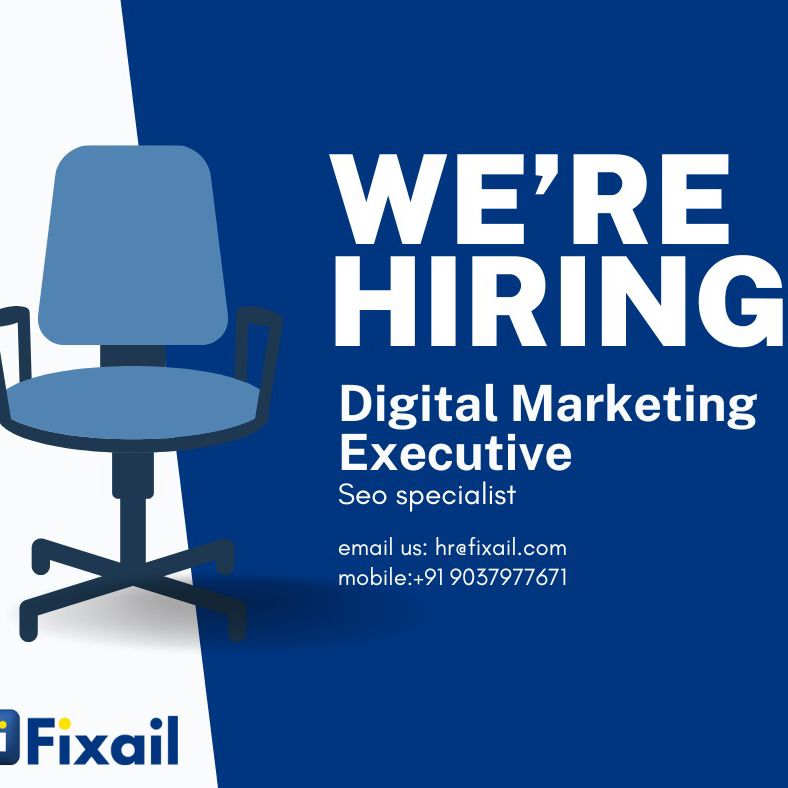 WE'RE
HIRING
Digital Marketing
Executive
Seo specialist
email us: hr@fixail.com
mobile:+91 9037977671
Fixail